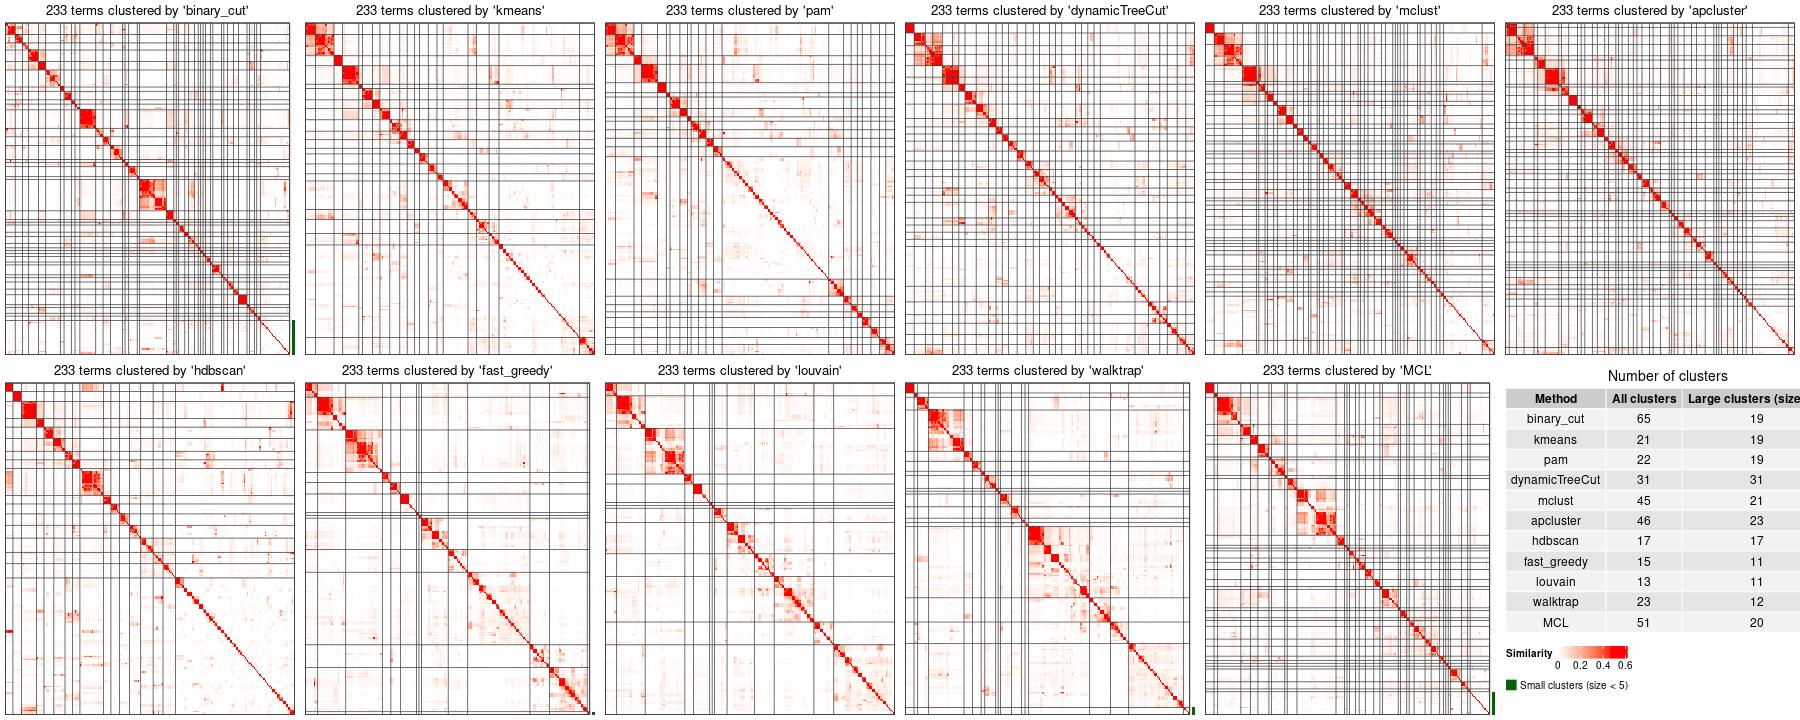 233 terms clustered by 'binary_cut'
233 terms clustered by 'kmeans'
233 terms clustered by 'pam'
233 terms clustered by 'dynamicTreeCut'
233 terms clustered by 'mclust'
233 terms clustered by 'apcluster'
233 terms clustered by 'hdbscan'
233 terms clustered by 'fast_greedy'
233 terms clustered by 'louvain'
233 terms clustered by 'walktrap'
233 terms clustered by 'MCL'
Number of clusters
Method All clusters Large clusters (size
binary_cut 65 19
kmeans 21 19
pam 22 19
dynamicTreeCut 31 31
mclust 45 21
apcluster 46 23
hdbscan 17 17
fast_greedy 15 11
louvain 13 11
walktrap 23 12
MCL 51 20
Similarity
0 0.2 0.4 0.6
Small clusters (size < 5)